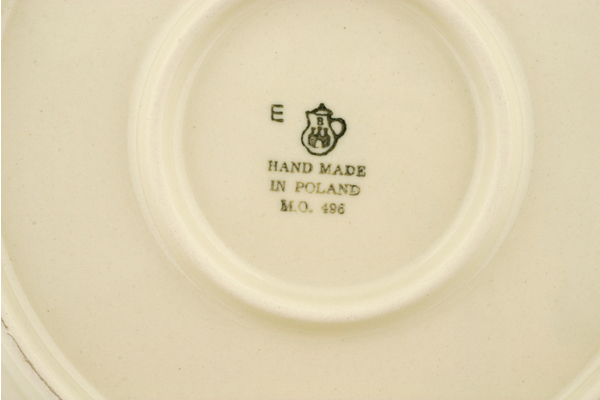 E
B
HAND MADE
IN POLAND
M.O. 496